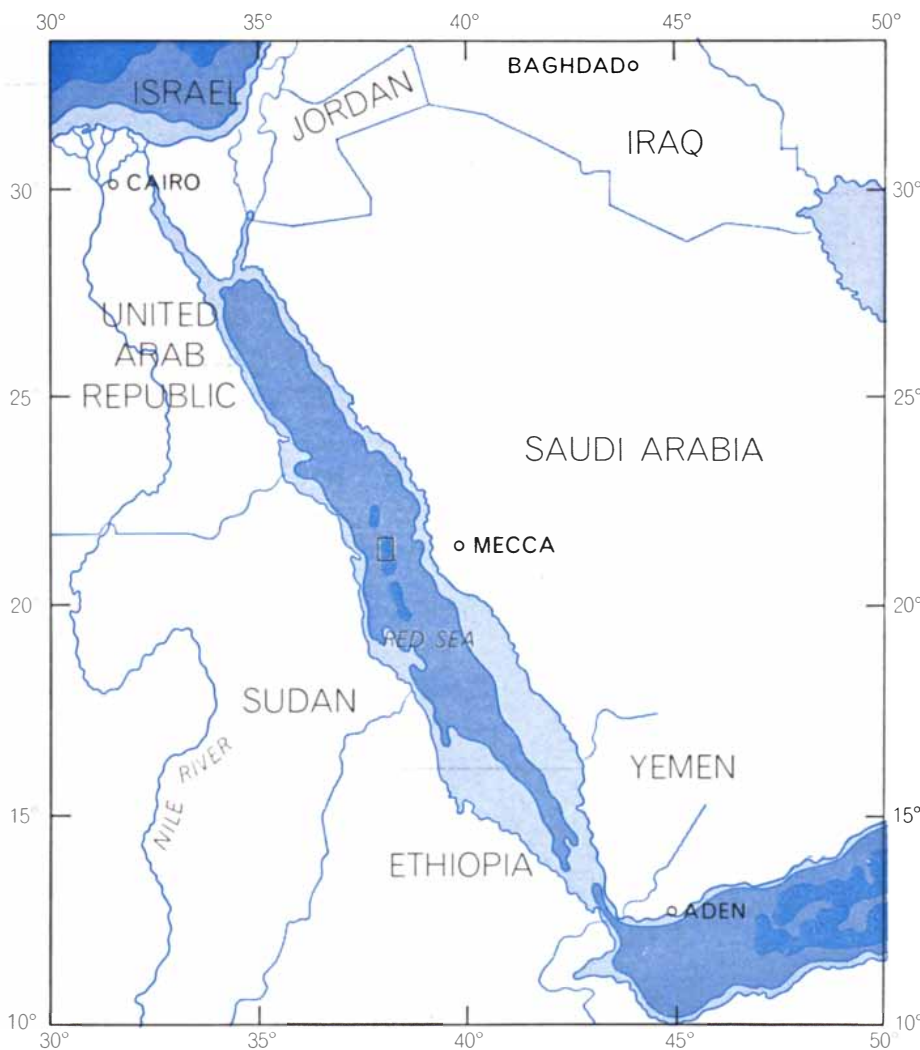 30° 35° 40° 45° 50°
BAGHDAD
ISRAEL
JORDAN
IRAQ
30° CAIRO 30°
UNITED
ARAB
REPUBLIC
25° 25°
SAUDI ARABIA
MECCA
20° 20°
RED SEA
SUDAN
NILE RIVER
YEMEN
15° 15°
ETHIOPIA
ADEN
10° 10°
30° 35° 40° 45° 50°